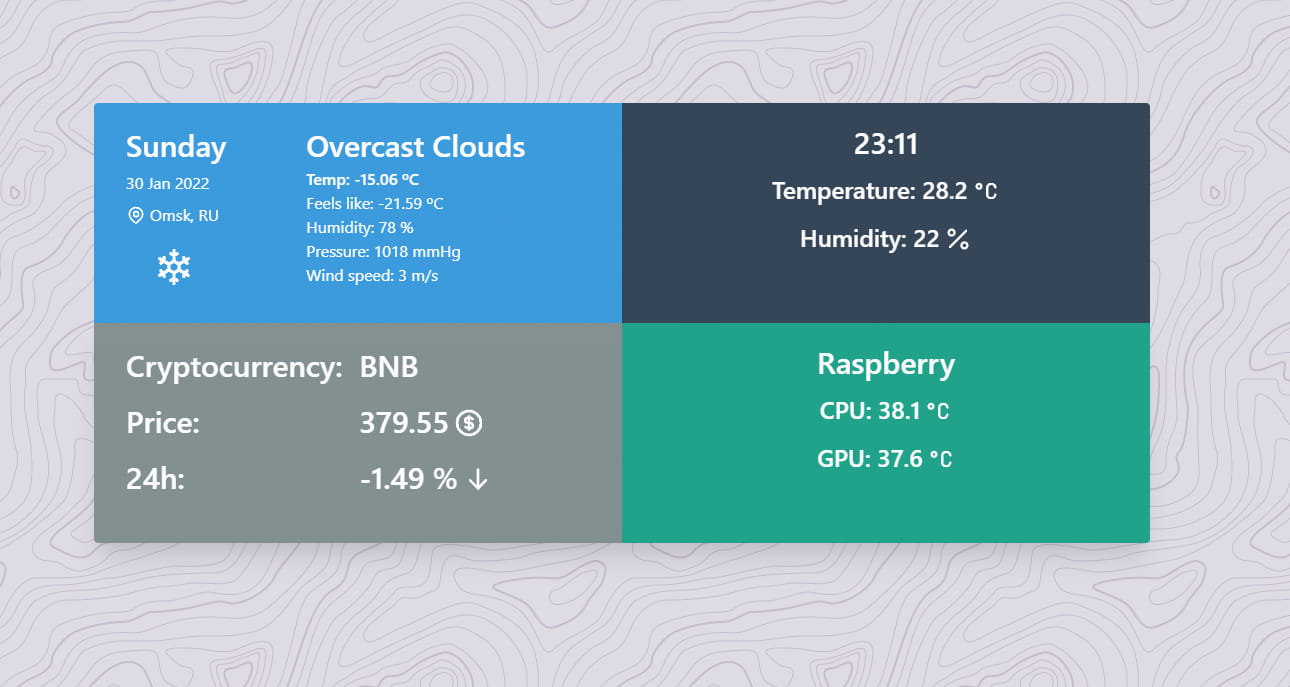 Sunday
30 Jan 2022
Omsk, RU
Overcast Clouds
Temp: -15.06 ºC
Feels like: -21.59 ºC
Humidity: 78 %
Pressure: 1018 mmHg
Wind speed: 3 m/s
23:11
Temperature: 28.2 °C
Humidity: 22 %
Cryptocurrency: BNB
Price: 379.55 $
24h: -1.49 % ↓
Raspberry
CPU: 38.1 °C
GPU: 37.6 °C